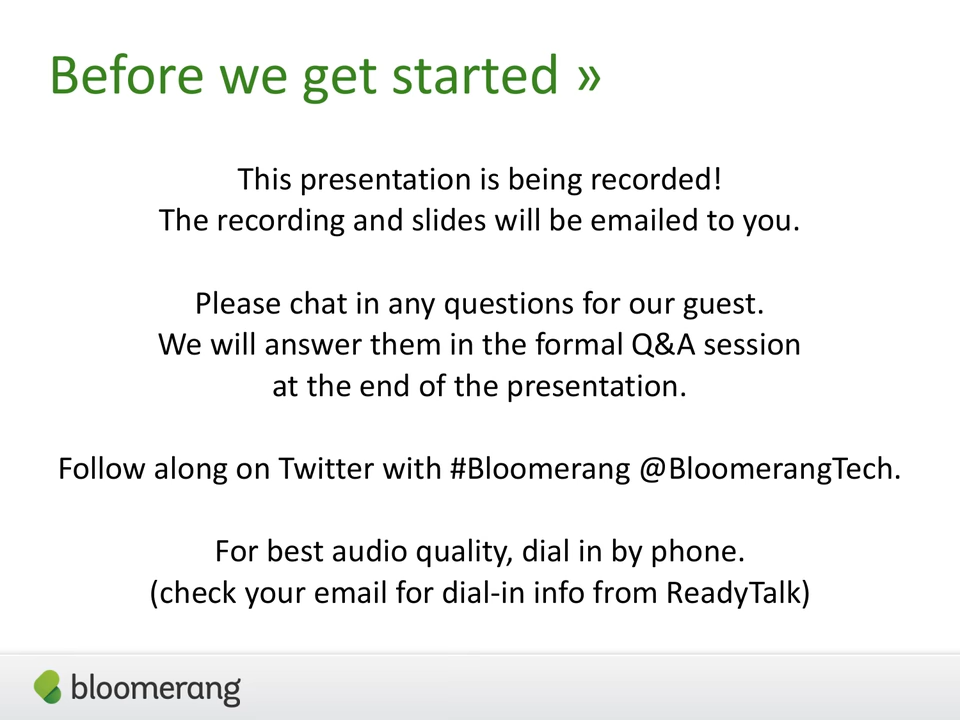 Before we get started »
This presentation is being recorded!
The recording and slides will be emailed to you.
Please chat in any questions for our guest.
We will answer them in the formal Q&A session
at the end of the presentation.
Follow along on Twitter with #Bloomerang @BloomerangTech.
For best audio quality, dial in by phone.
(check your email for dial-in info from ReadyTalk)
bloomerang